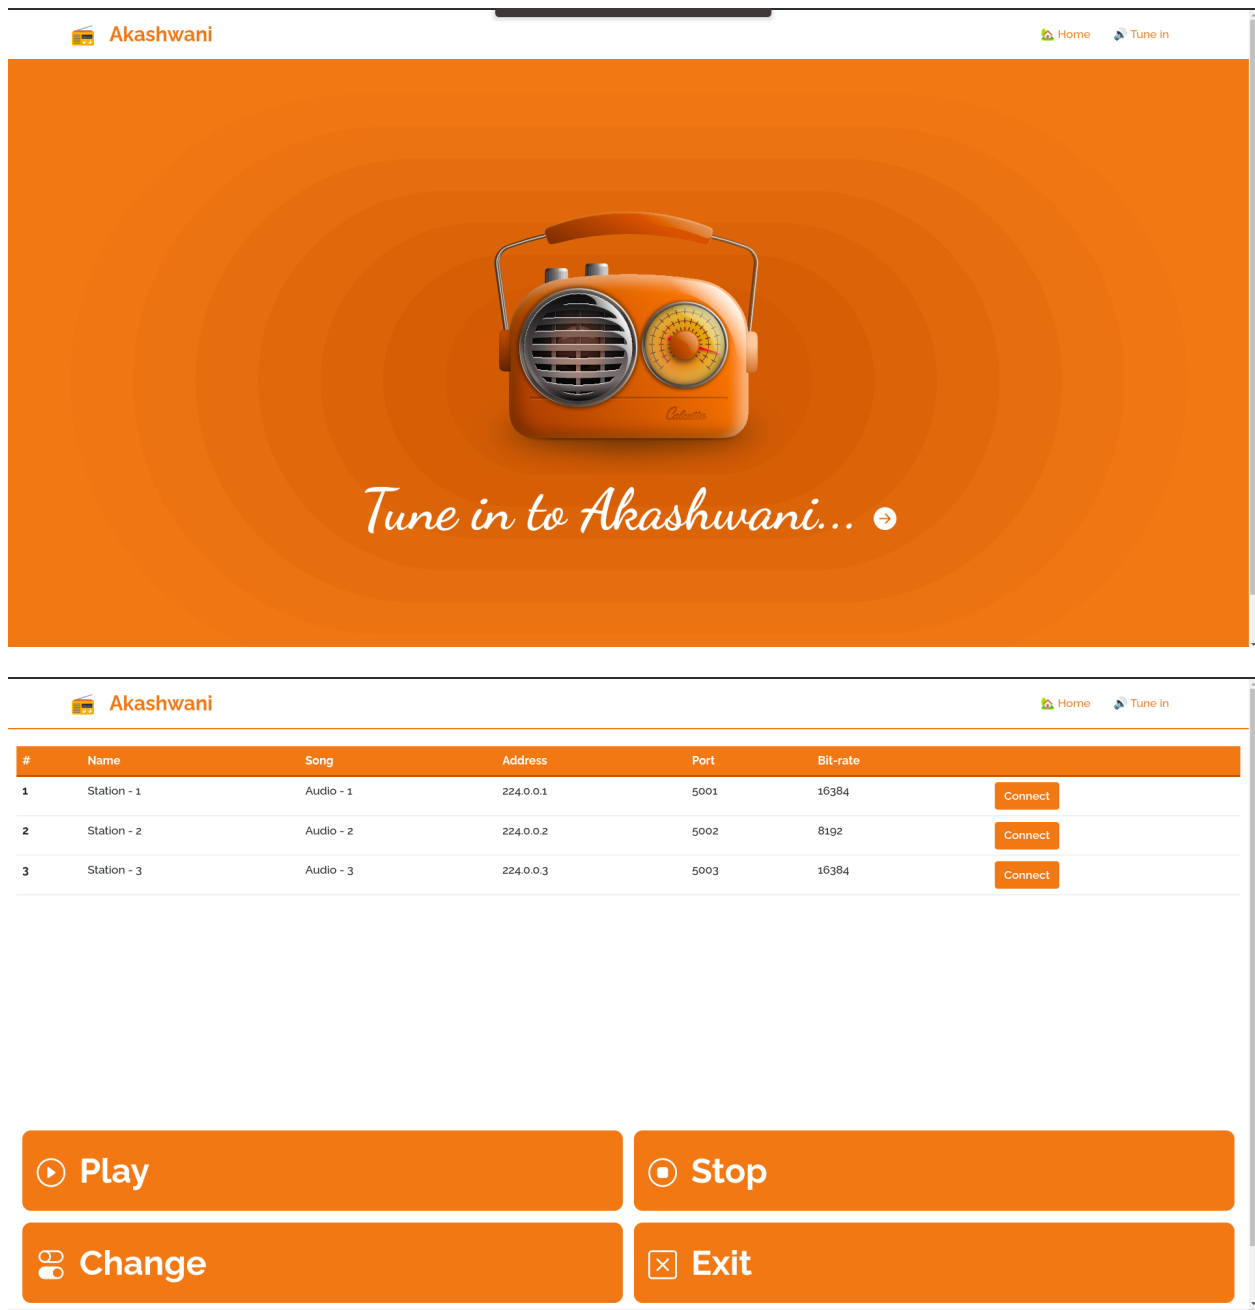 📻 Akashwani 🏡 Home 🔊 Tune in
Calcutta
Tune in to Akashwani...
📻 Akashwani 🏡 Home 🔊 Tune in
# Name Song Address Port Bit-rate
1 Station - 1 Audio - 1 224.0.0.1 5001 16384 Connect
2 Station - 2 Audio - 2 224.0.0.2 5002 8192 Connect
3 Station - 3 Audio - 3 224.0.0.3 5003 16384 Connect
Play Stop
Change Exit